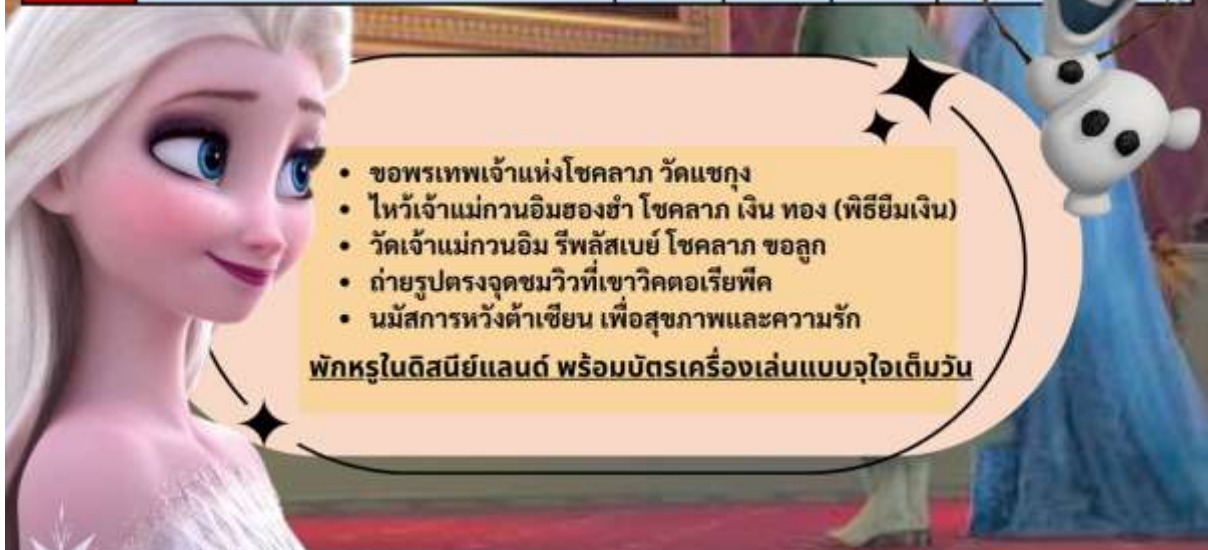 • ขอพรเทพเจ้าแห่งโชคลาภ วัดแชกุง
• ไหว้เจ้าแม่กวนอิมฮองฮำ โชคลาภ เงิน ทอง (พิธียืมเงิน)
• วัดเจ้าแม่กวนอิม รีพลัสเบย์ โชคลาภ ขอลูก
• ถ่ายรูปตรงจุดชมวิวที่เขาวิคตอเรียพีค
• นมัสการหวังต้าเซียน เพื่อสุขภาพและความรัก
พักหรูในดิสนีย์แลนด์ พร้อมบัตรเครื่องเล่นแบบจุใจเต็มวัน